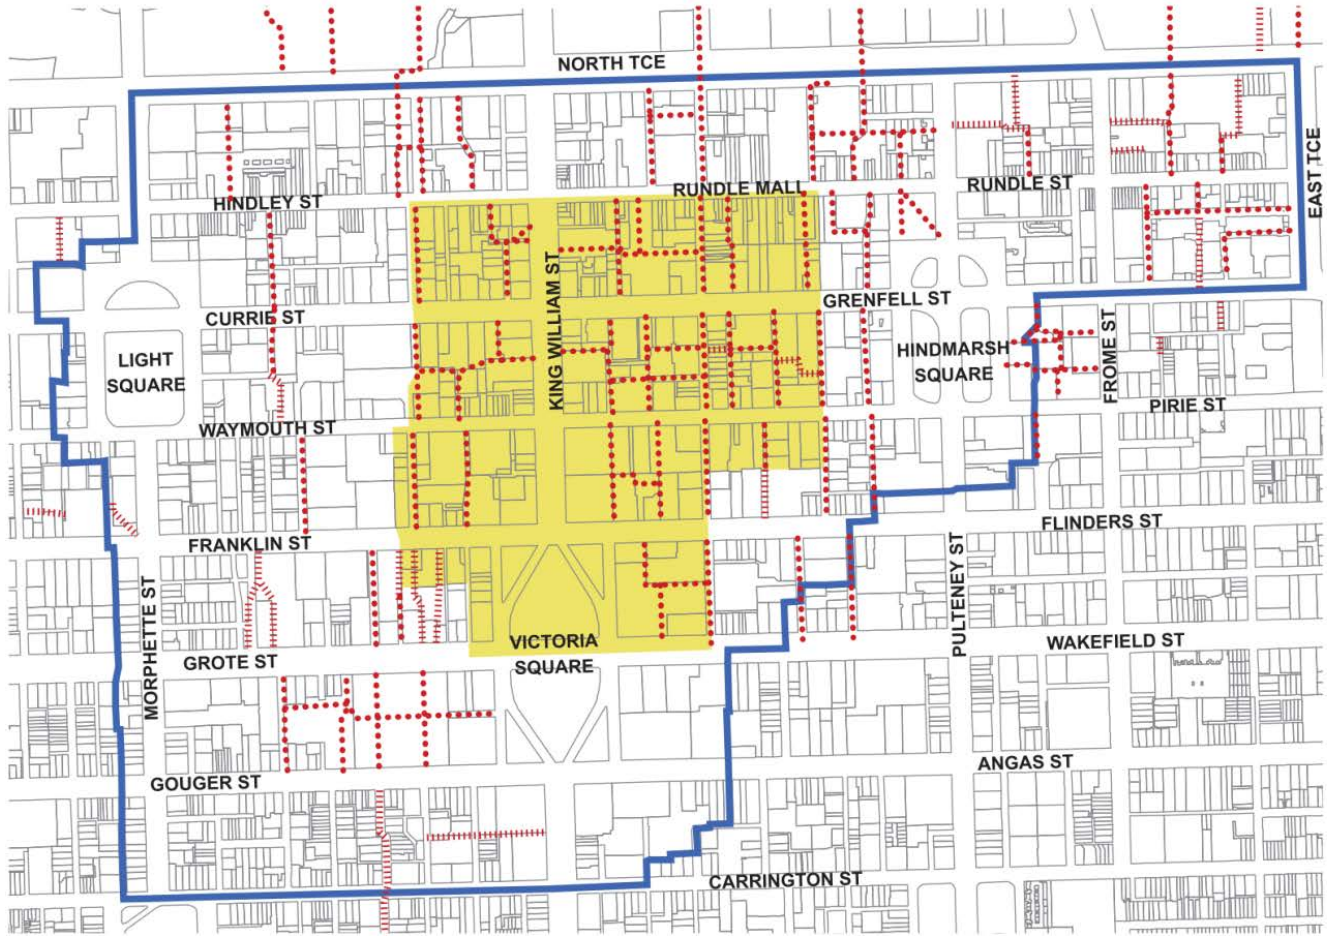 NORTH TCE
EAST TCE
RUNDLE MALL
RUNDLE ST
HINDLEY ST
KING WILLIAM ST
GRENFELL ST
CURRIE ST
LIGHT
SQUARE
HINDMARSH
SQUARE
FROME ST
PIRIE ST
WAYMOUTH ST
FLINDERS ST
FRANKLIN ST
PULTENEY ST
MORPHETTE ST
VICTORIA
SQUARE
WAKEFIELD ST
GROTE ST
ANGAS ST
GOUGER ST
CARRINGTON ST